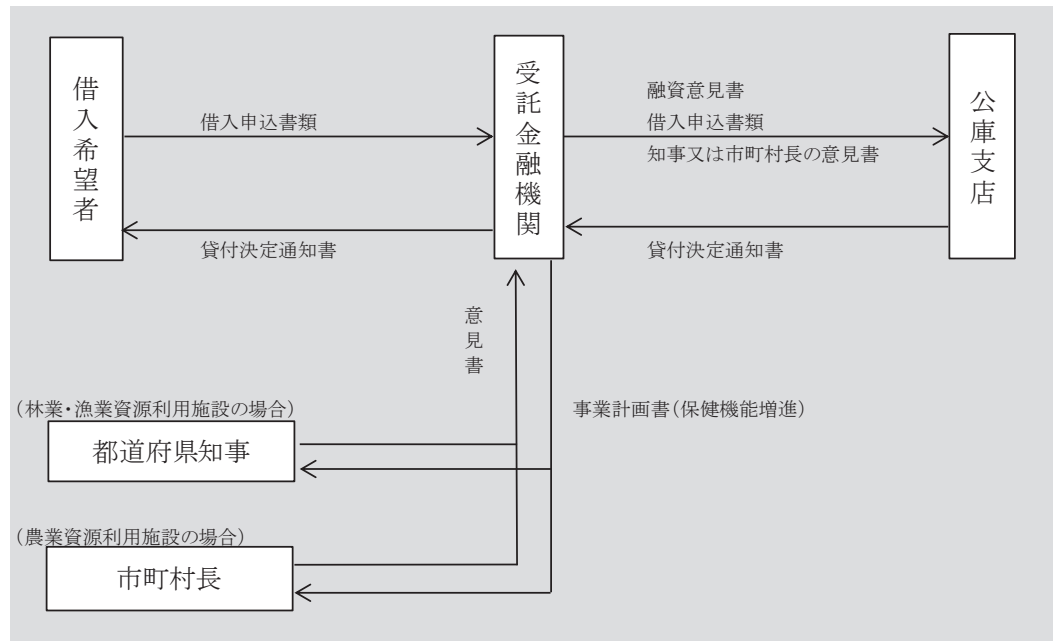 借入希望者
受託金融機関
公庫支店
借入申込書類
融資意見書
借入申込書類
知事又は市町村長の意見書
貸付決定通知書
貸付決定通知書
意見書
(林業・漁業資源利用施設の場合)
事業計画書(保健機能増進)
都道府県知事
(農業資源利用施設の場合)
市町村長